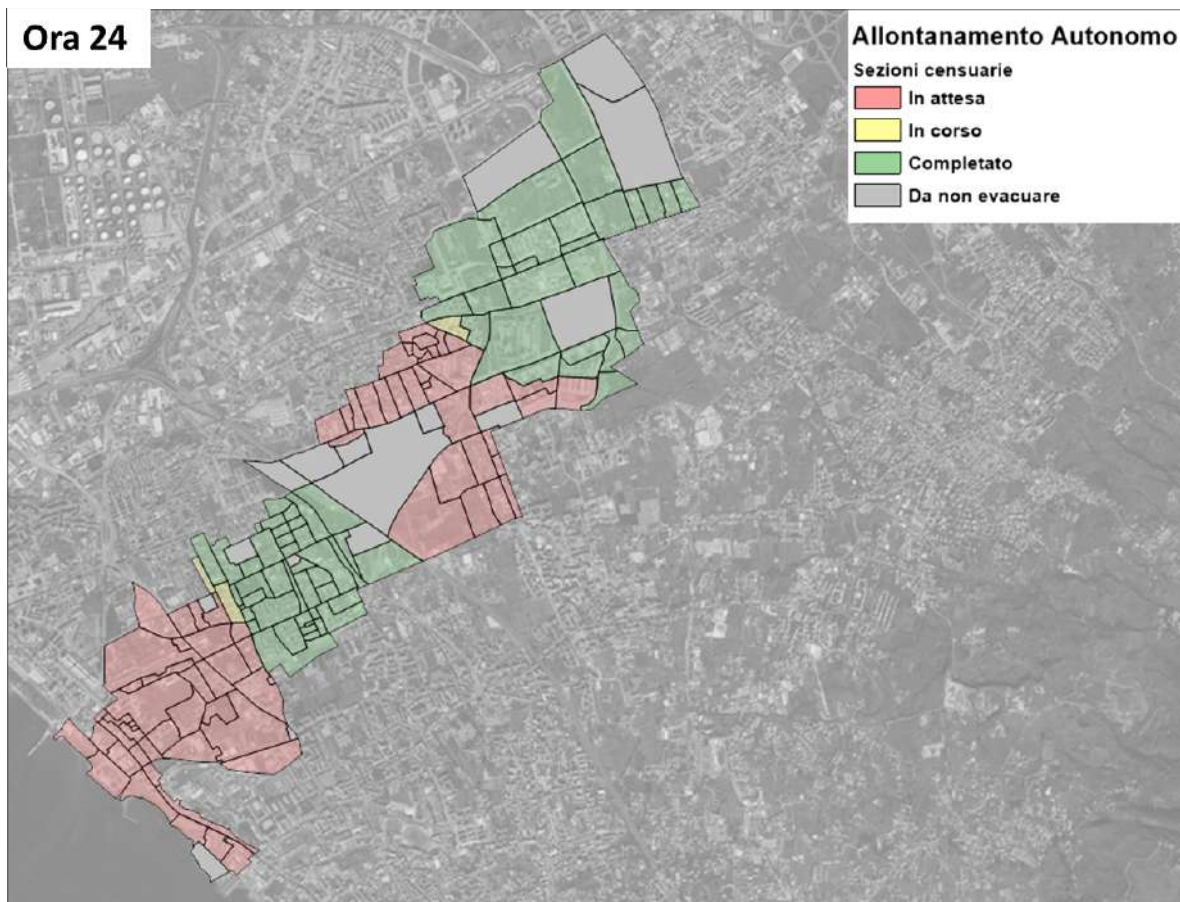 Ora 24
Allontanamento Autonomo
Sezioni censuarie
In attesa
In corso
Completato
Da non evacuare